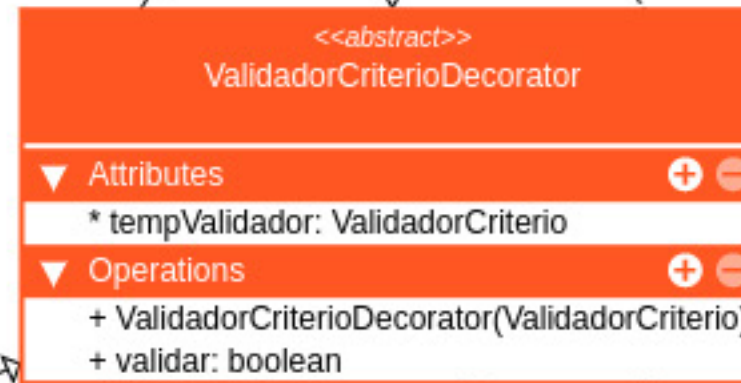 <<abstract>>
ValidadorCriterioDecorator
Attributes
* tempValidador: ValidadorCriterio
Operations
+ ValidadorCriterioDecorator(ValidadorCriterio)
+ validar: boolean